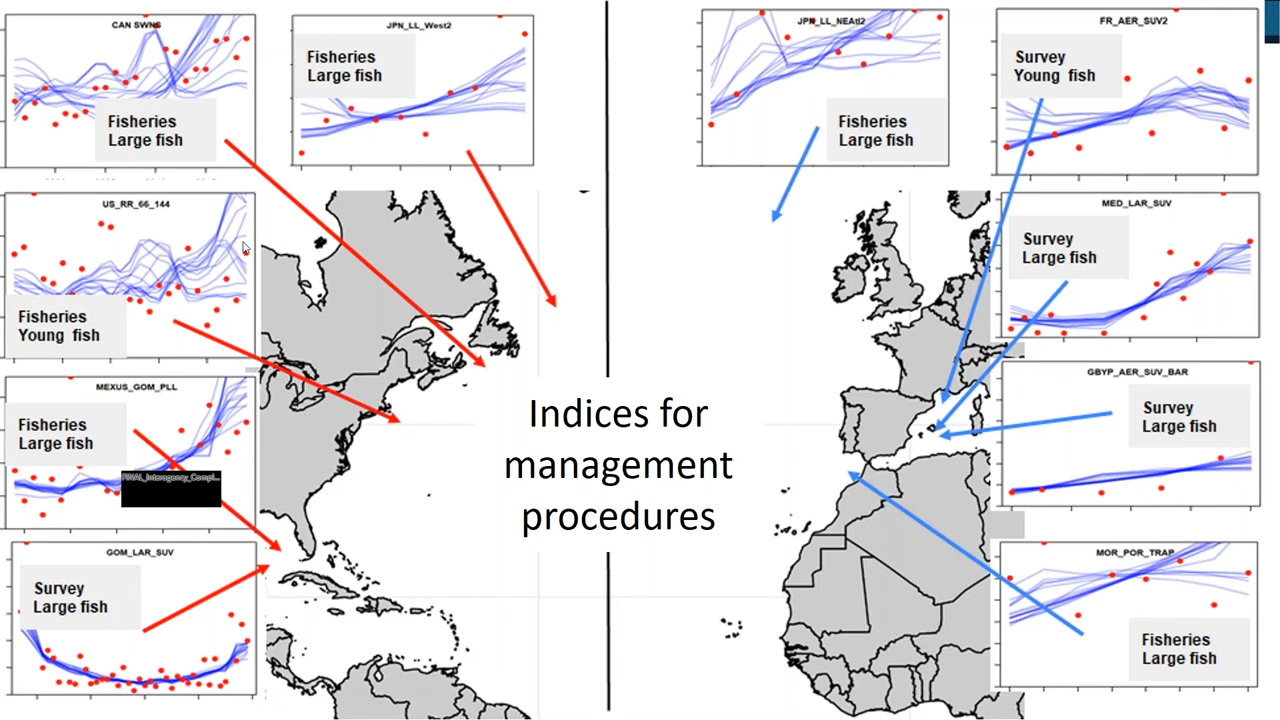 CAN SWNS
Fisheries
Large fish
JPN_LL_West2
Fisheries
Large fish
US_RR_66_144
Fisheries
Young fish
MEXUS_GOM_PLL
Fisheries
Large fish
FINAL_Interagency_Compl...
GOM_LAR_SUV
Survey
Large fish
Indices for
management
procedures
JPN_LL_NEAtl2
Fisheries
Large fish
FR_AER_SUV2
Survey
Young fish
MED_LAR_SUV
Survey
Large fish
GBYP_AER_SUV_BAR
Survey
Large fish
MOR_POR_TRAP
Fisheries
Large fish